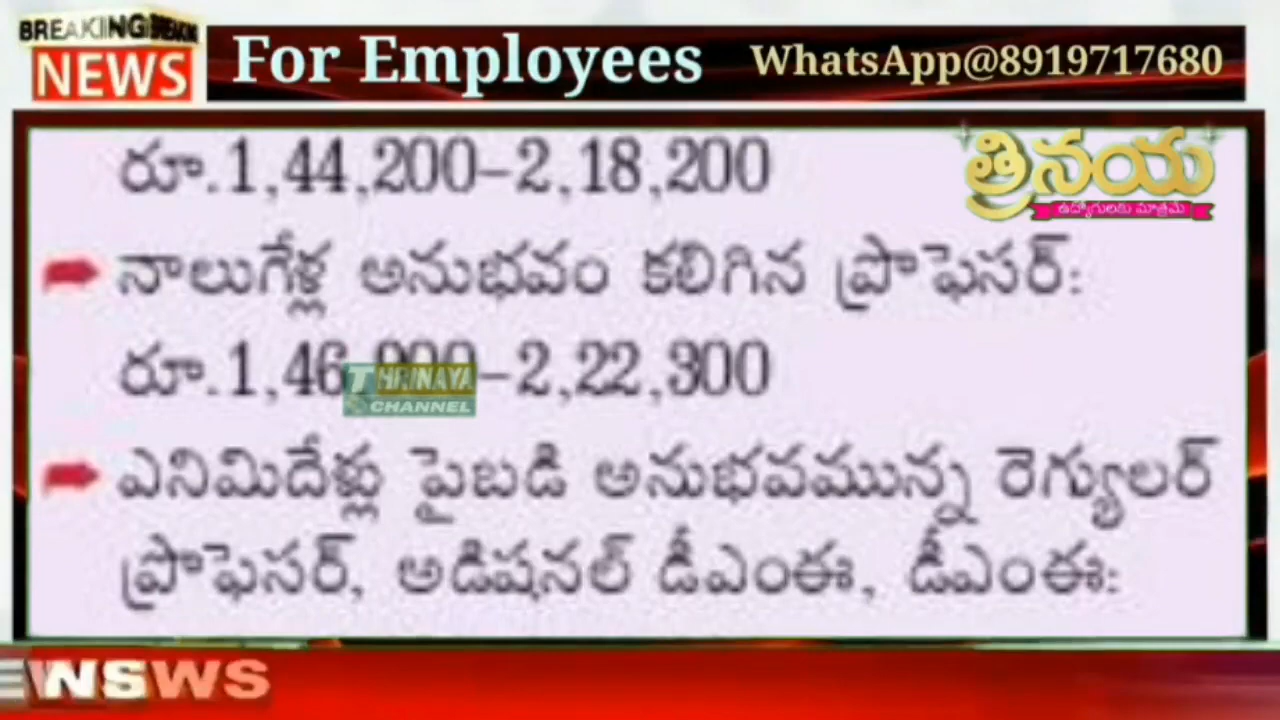 BREAKING
NEWS
For Employees
WhatsApp@8919717680
త్రినయ
ఉద్యోగులకు మాత్రమే
రూ.1,44,200-2,18,200
నాలుగేళ్ల అనుభవం కలిగిన ప్రొఫెసర్:
రూ.1,46,900-2,22,300
THRINAYA
CHANNEL
ఎనిమిదేళ్లు పైబడి అనుభవమున్న రెగ్యులర్
ప్రొఫెసర్, అడిషనల్ డీఎంఈ, డీఎంఈ:
NEWS